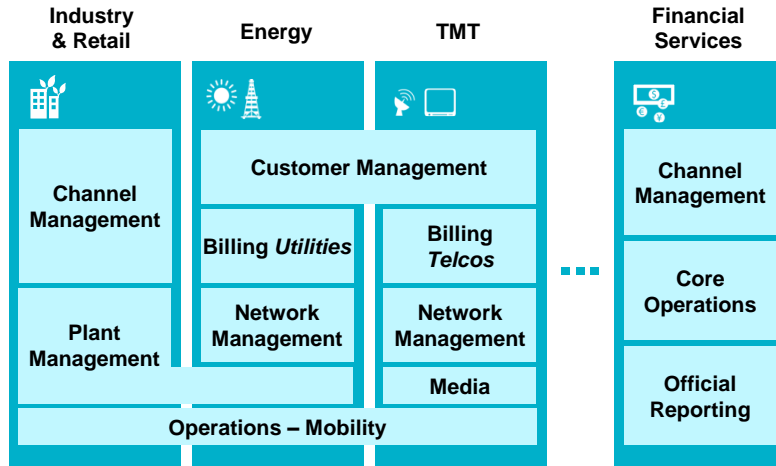 Industry
& Retail
Energy
TMT
Financial
Services
Customer Management
Channel
Management
Channel
Management
Billing Utilities
Billing
Telcos
Core
Operations
Plant
Management
Network
Management
Network
Management
Media
Official
Reporting
Operations – Mobility